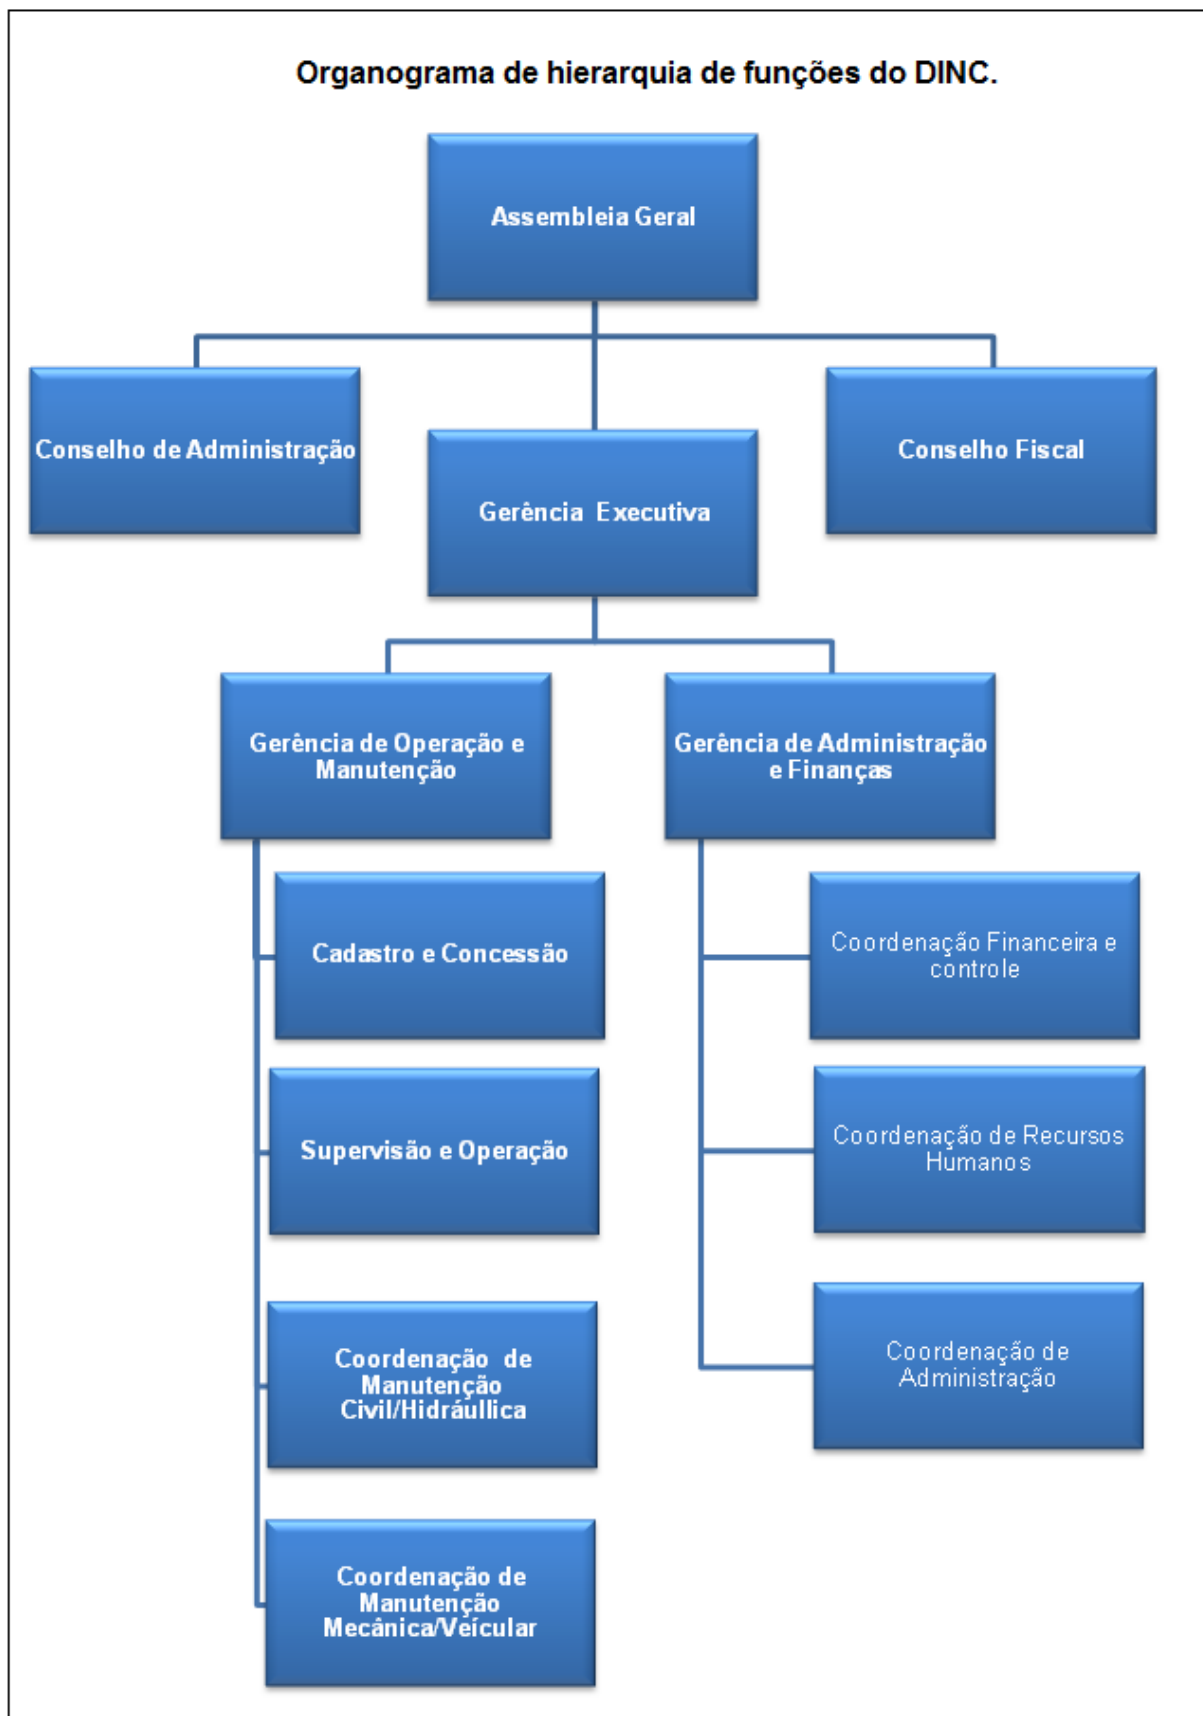 Organograma de hierarquia de funções do DINC.
Assembleia Geral
Conselho de Administração
Conselho Fiscal
Gerência Executiva
Gerência de Operação e
Manutenção
Gerência de Administração
e Finanças
Cadastro e Concessão
Coordenação Financeira e
controle
Supervisão e Operação
Coordenação de Recursos
Humanos
Coordenação de
Manutenção
Civil/Hidráullica
Coordenação de
Administração
Coordenação de
Manutenção
Mecânica/Veícular